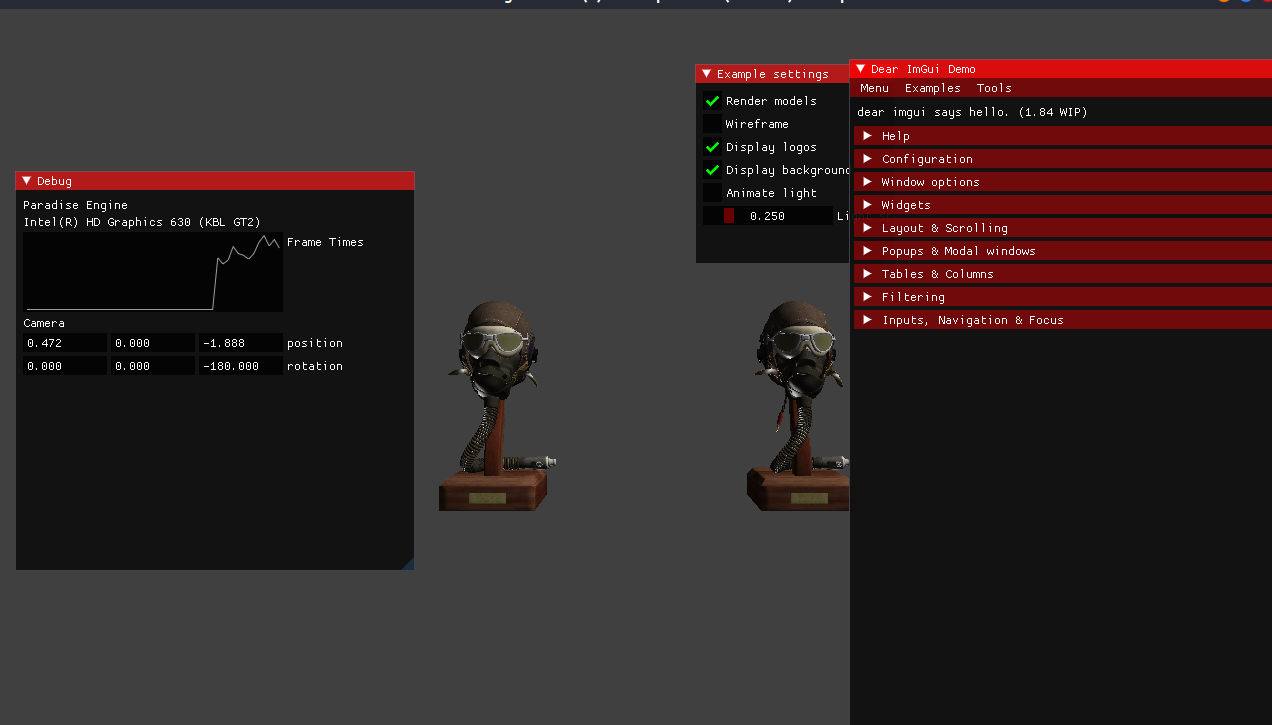 Debug
Paradise Engine
Intel(R) HD Graphics 630 (KBL GT2)
Frame Times
Camera
0.472 0.000 -1.888 position
0.000 0.000 -180.000 rotation
Example settings
Render models
Wireframe
Display logos
Display background
Animate light
0.250 Li
Dear ImGui Demo
Menu Examples Tools
dear imgui says hello. (1.84 WIP)
Help
Configuration
Window options
Widgets
Layout & Scrolling
Popups & Modal windows
Tables & Columns
Filtering
Inputs, Navigation & Focus